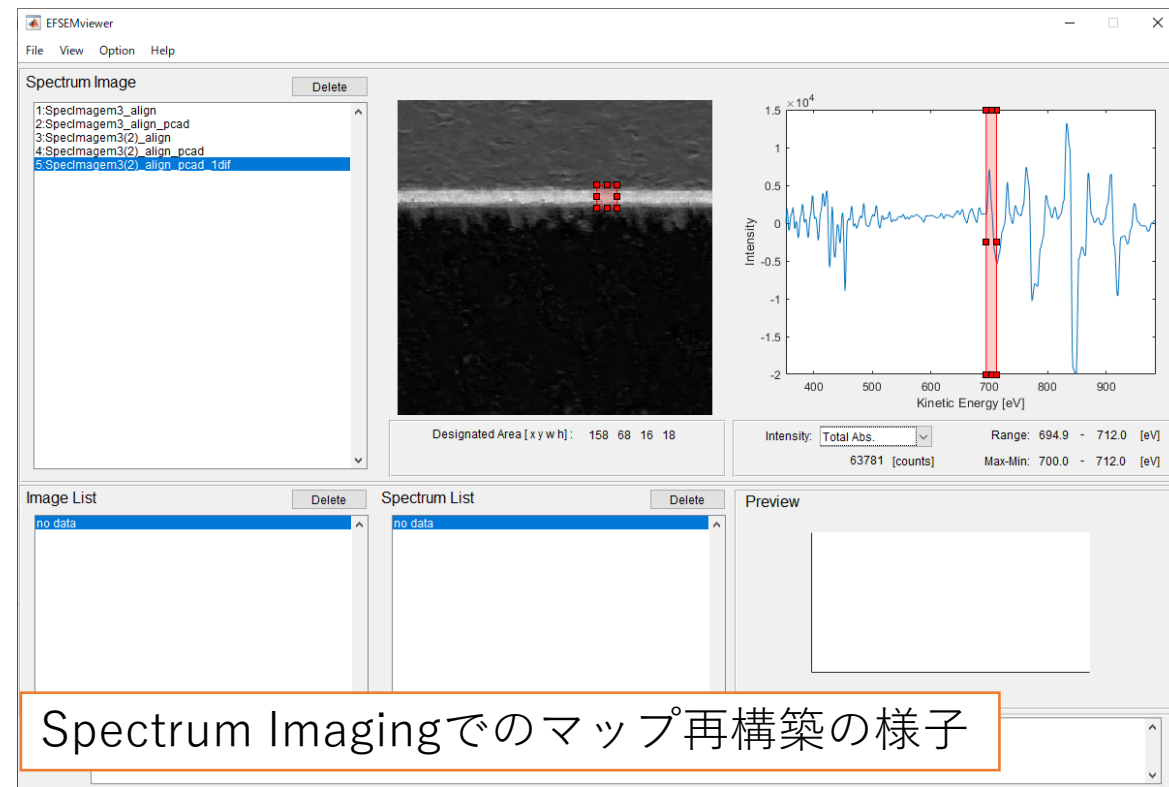 EFSEMviewer
File View Option Help
Spectrum Image
Delete
1:SpecImagem3_align
2:SpecImagem3_align_pcad
3:SpecImagem3(2)_align
4:SpecImagem3(2)_align_pcad
5:SpecImagem3(2)_align_pcad_1dif
×10⁴
1.5
1
0.5
0
-0.5
-1
-1.5
-2
Intensity
400 500 600 700 800 900
Kinetic Energy [eV]
Designated Area [ x y w h] : 158 68 16 18
Intensity: Total Abs. Range: 694.9 - 712.0 [eV]
63781 [counts] Max-Min: 700.0 - 712.0 [eV]
Image List
Delete
no data
Spectrum List
Delete
no data
Preview
Spectrum Imagingでのマップ再構築の様子